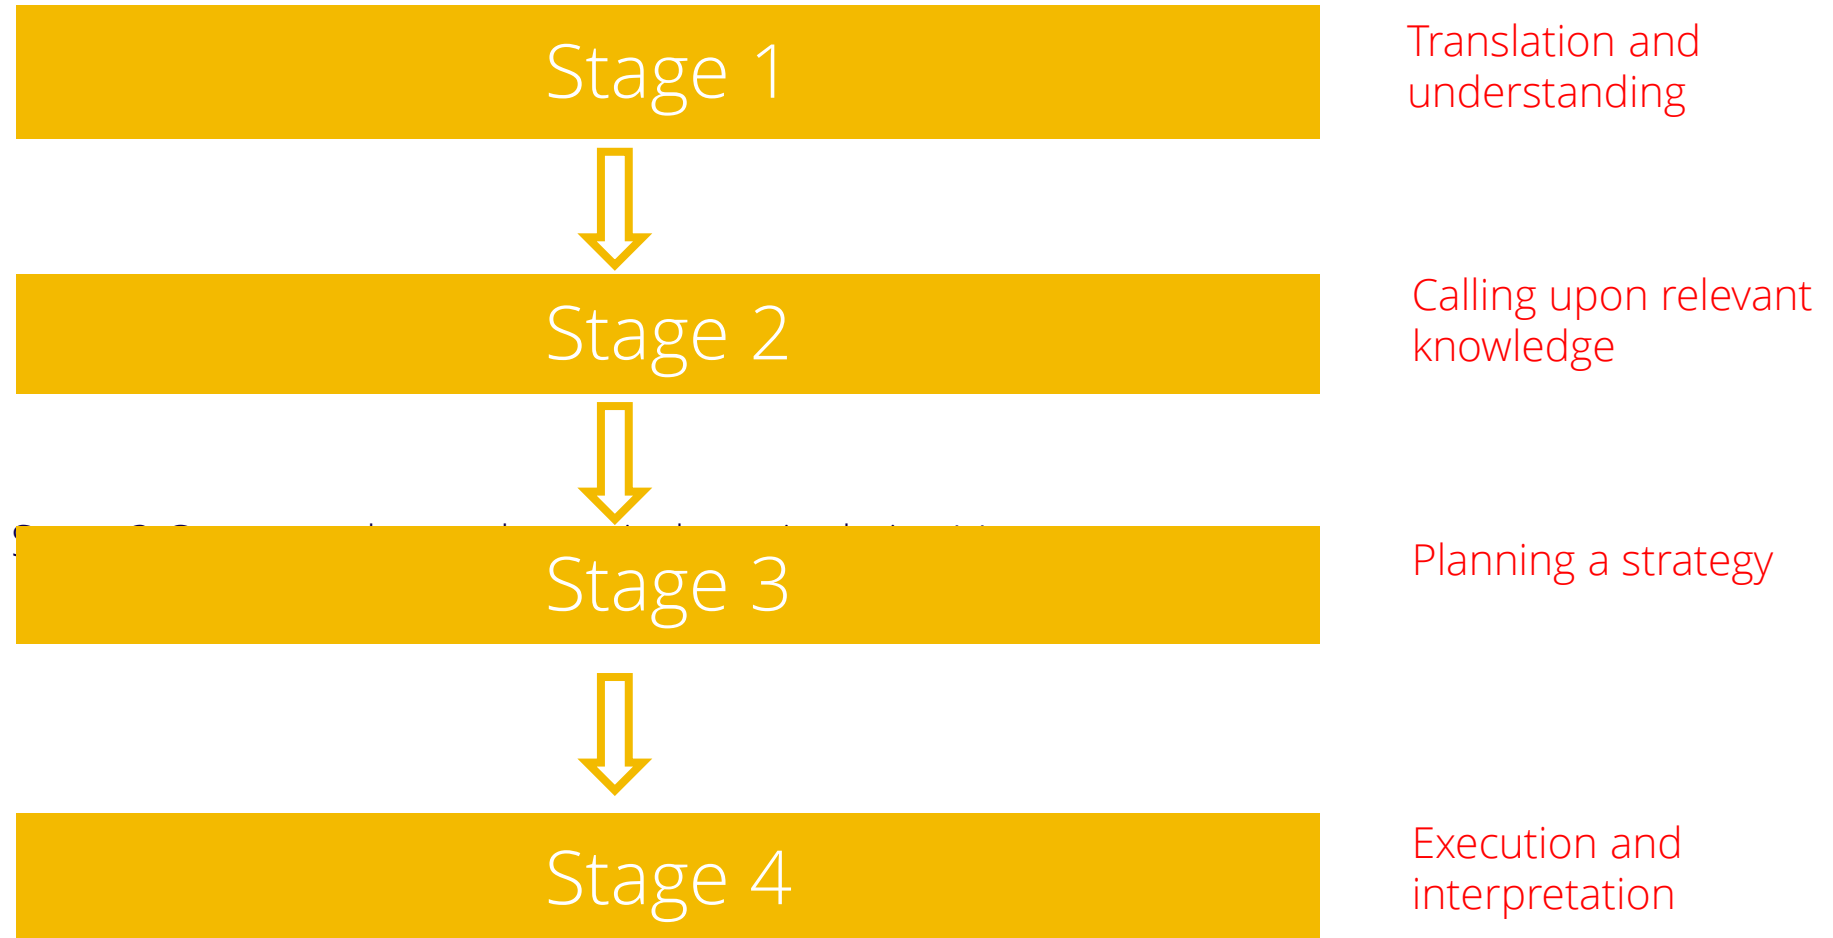 Stage 1
Translation and
understanding
Stage 2
Calling upon relevant
knowledge
Stage 3
Planning a strategy
Stage 4
Execution and
interpretation